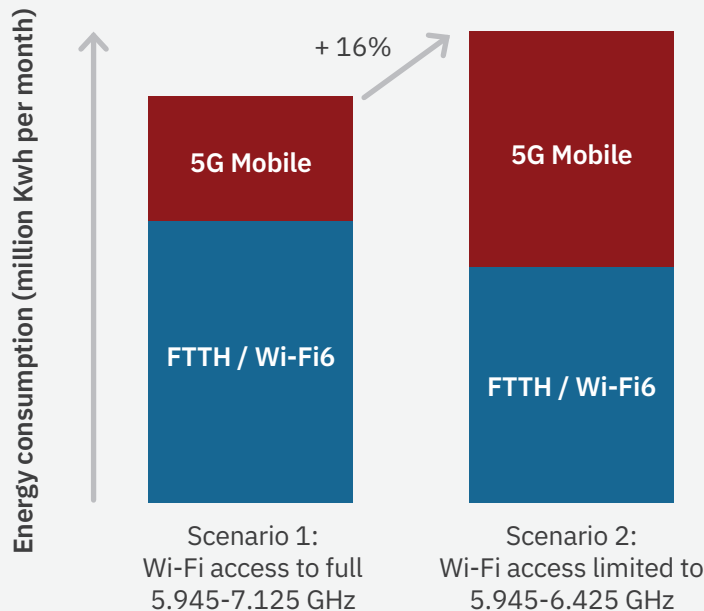 Energy consumption (million Kwh per month)
+ 16%
5G Mobile
FTTH / Wi-Fi6
5G Mobile
FTTH / Wi-Fi6
Scenario 1:
Wi-Fi access to full
5.945-7.125 GHz
Scenario 2:
Wi-Fi access limited to
5.945-6.425 GHz